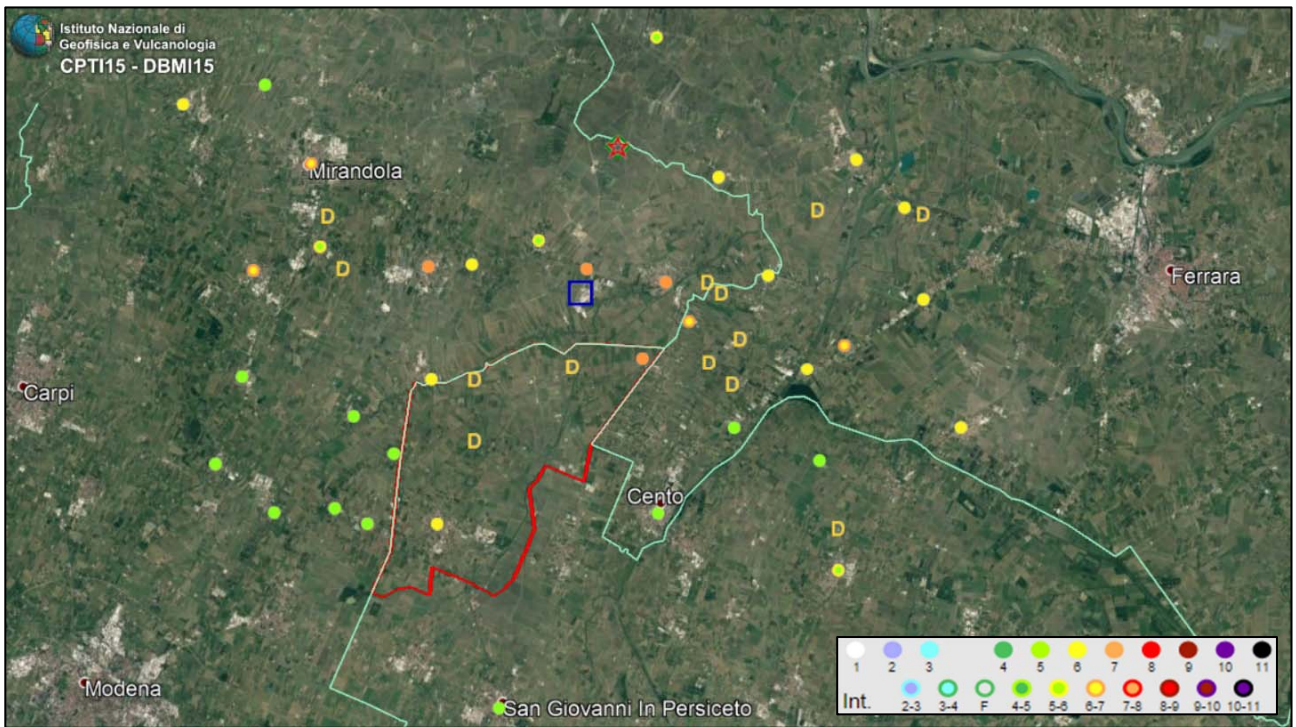 Istituto Nazionale di
Geofisica e Vulcanologia
CPTI15 - DBMI15
Mirandola
D
D
D
D
D
Ferrara
D
D
D
D
D
D
Carpi
D
D
Cento
D
Modena
San Giovanni In Persiceto
1 2 3 4 5 6 7 8 9 10 11
Int. 2-3 3-4 F 4-5 5-6 6-7 7-8 8-9 9-10 10-11